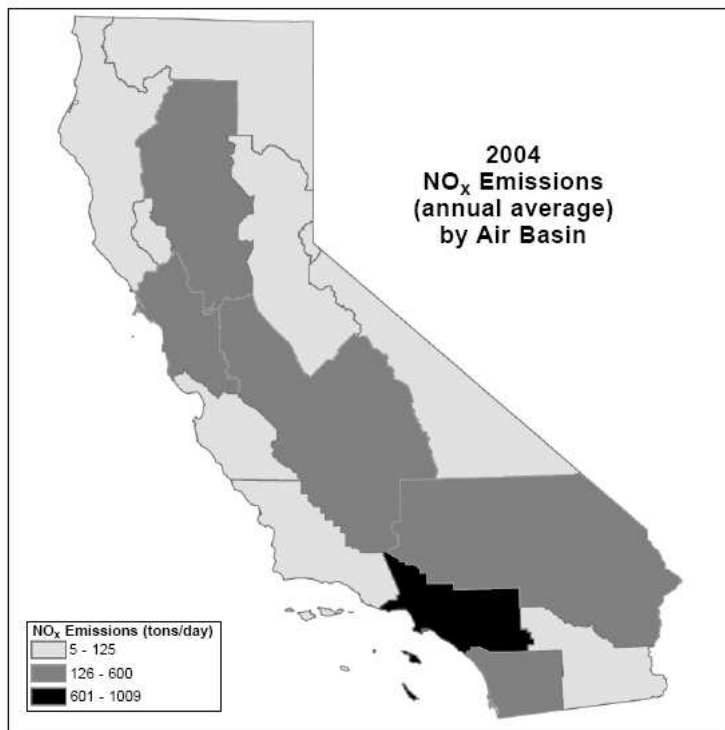 2004
NOx Emissions
(annual average)
by Air Basin
NOx Emissions (tons/day)
5 - 125
126 - 600
601 - 1009